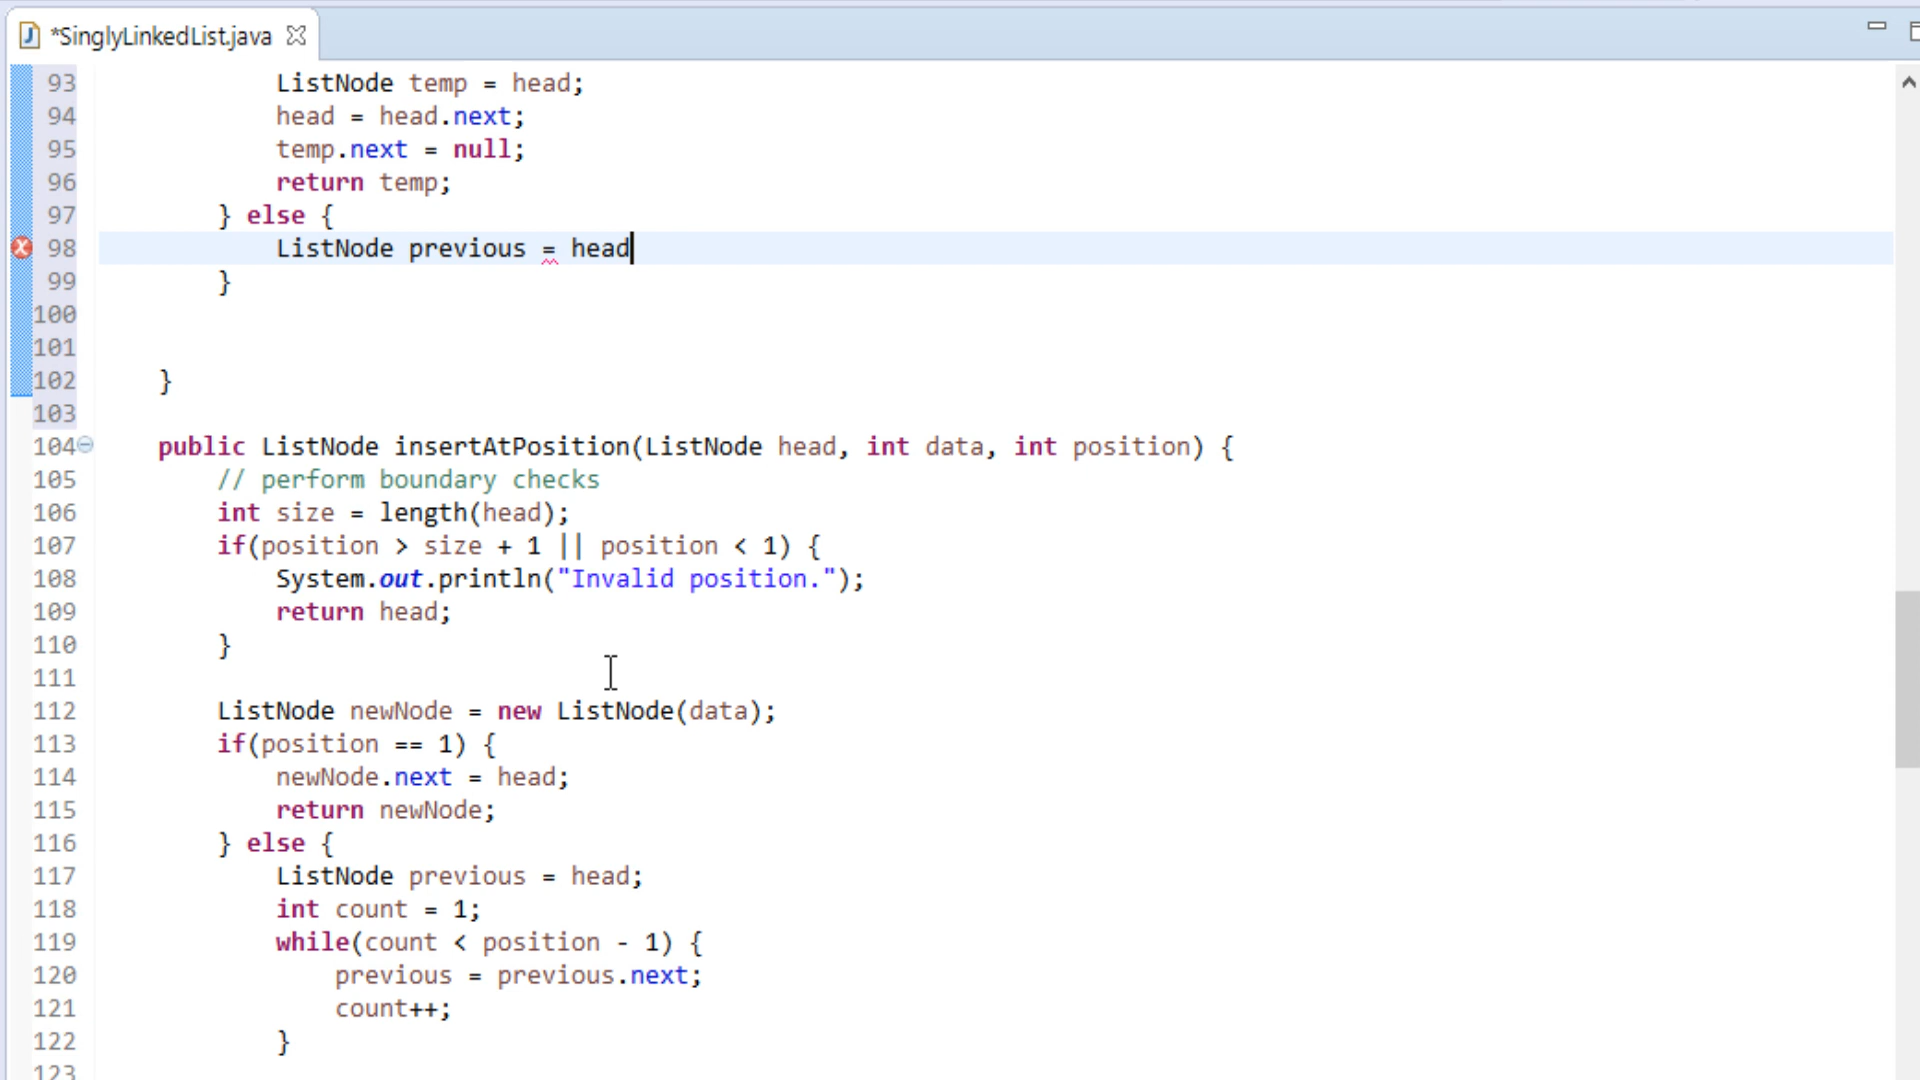 *SinglyLinkedList.java
93 ListNode temp = head;
94 head = head.next;
95 temp.next = null;
96 return temp;
97 } else {
98 ListNode previous = head
99 }
100
101
102 }
103
104 public ListNode insertAtPosition(ListNode head, int data, int position) {
105 // perform boundary checks
106 int size = length(head);
107 if(position > size + 1 || position < 1) {
108 System.out.println("Invalid position.");
109 return head;
110 }
111
112 ListNode newNode = new ListNode(data);
113 if(position == 1) {
114 newNode.next = head;
115 return newNode;
116 } else {
117 ListNode previous = head;
118 int count = 1;
119 while(count < position - 1) {
120 previous = previous.next;
121 count++;
122 }
123